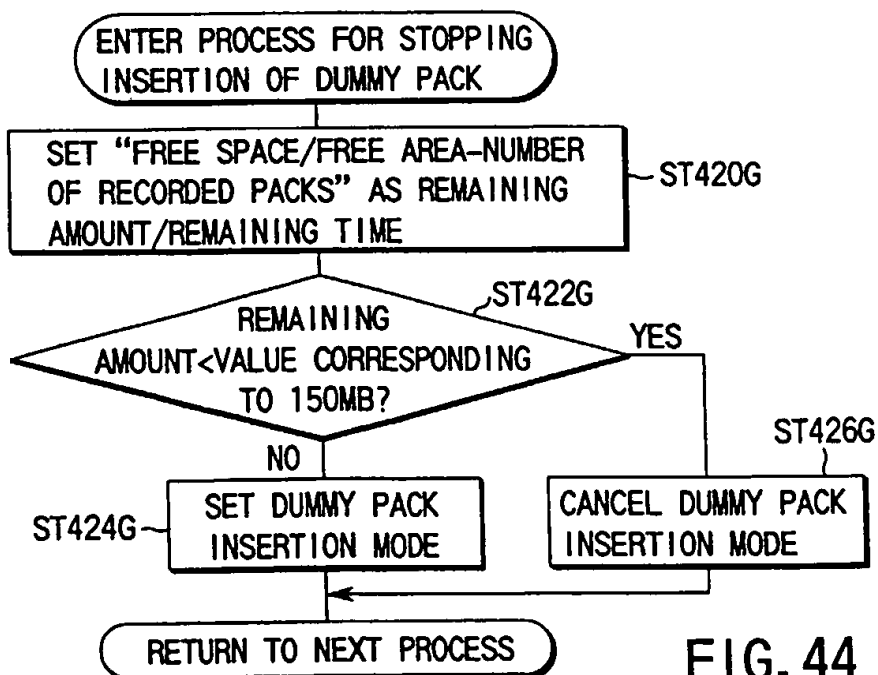 ENTER PROCESS FOR STOPPING
INSERTION OF DUMMY PACK
SET "FREE SPACE/FREE AREA-NUMBER
OF RECORDED PACKS" AS REMAINING
AMOUNT/REMAINING TIME
ST420G
ST422G
REMAINING
AMOUNT<VALUE CORRESPONDING
TO 150MB?
YES
NO
ST426G
ST424G
SET DUMMY PACK
INSERTION MODE
CANCEL DUMMY PACK
INSERTION MODE
RETURN TO NEXT PROCESS
FIG. 44